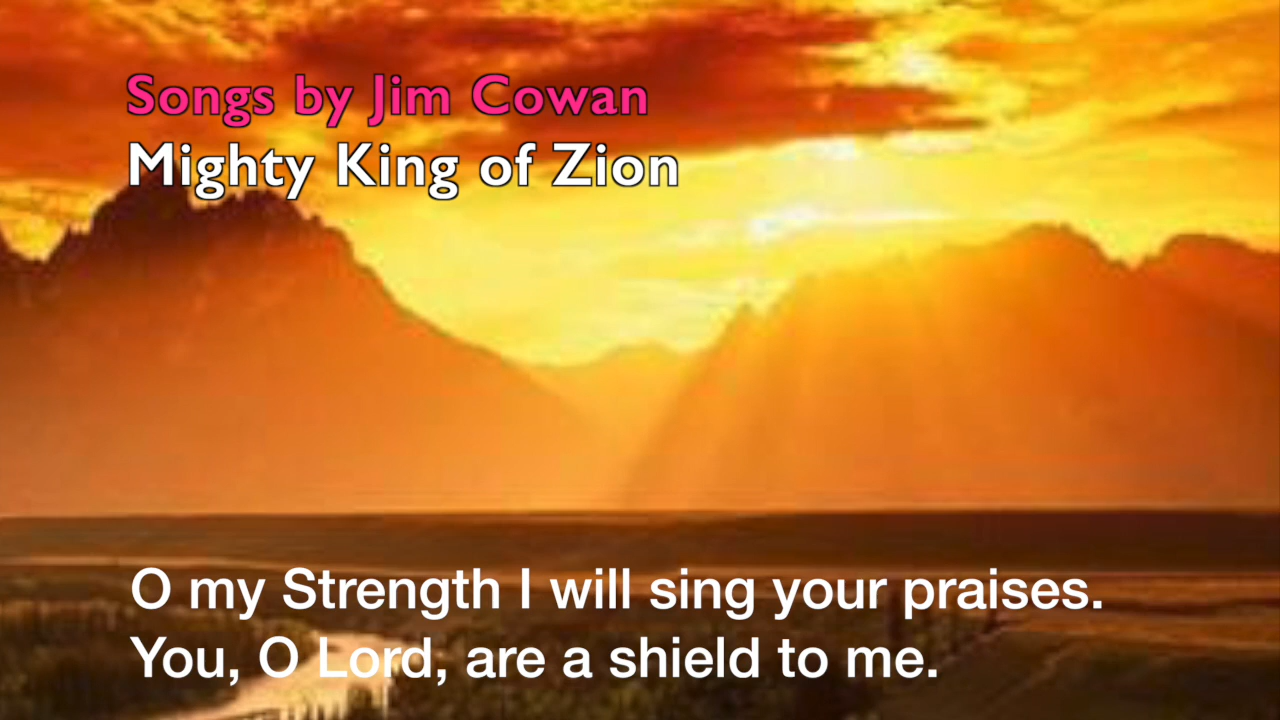 Songs by Jim Cowan
Mighty King of Zion
O my Strength I will sing your praises.
You, O Lord, are a shield to me.